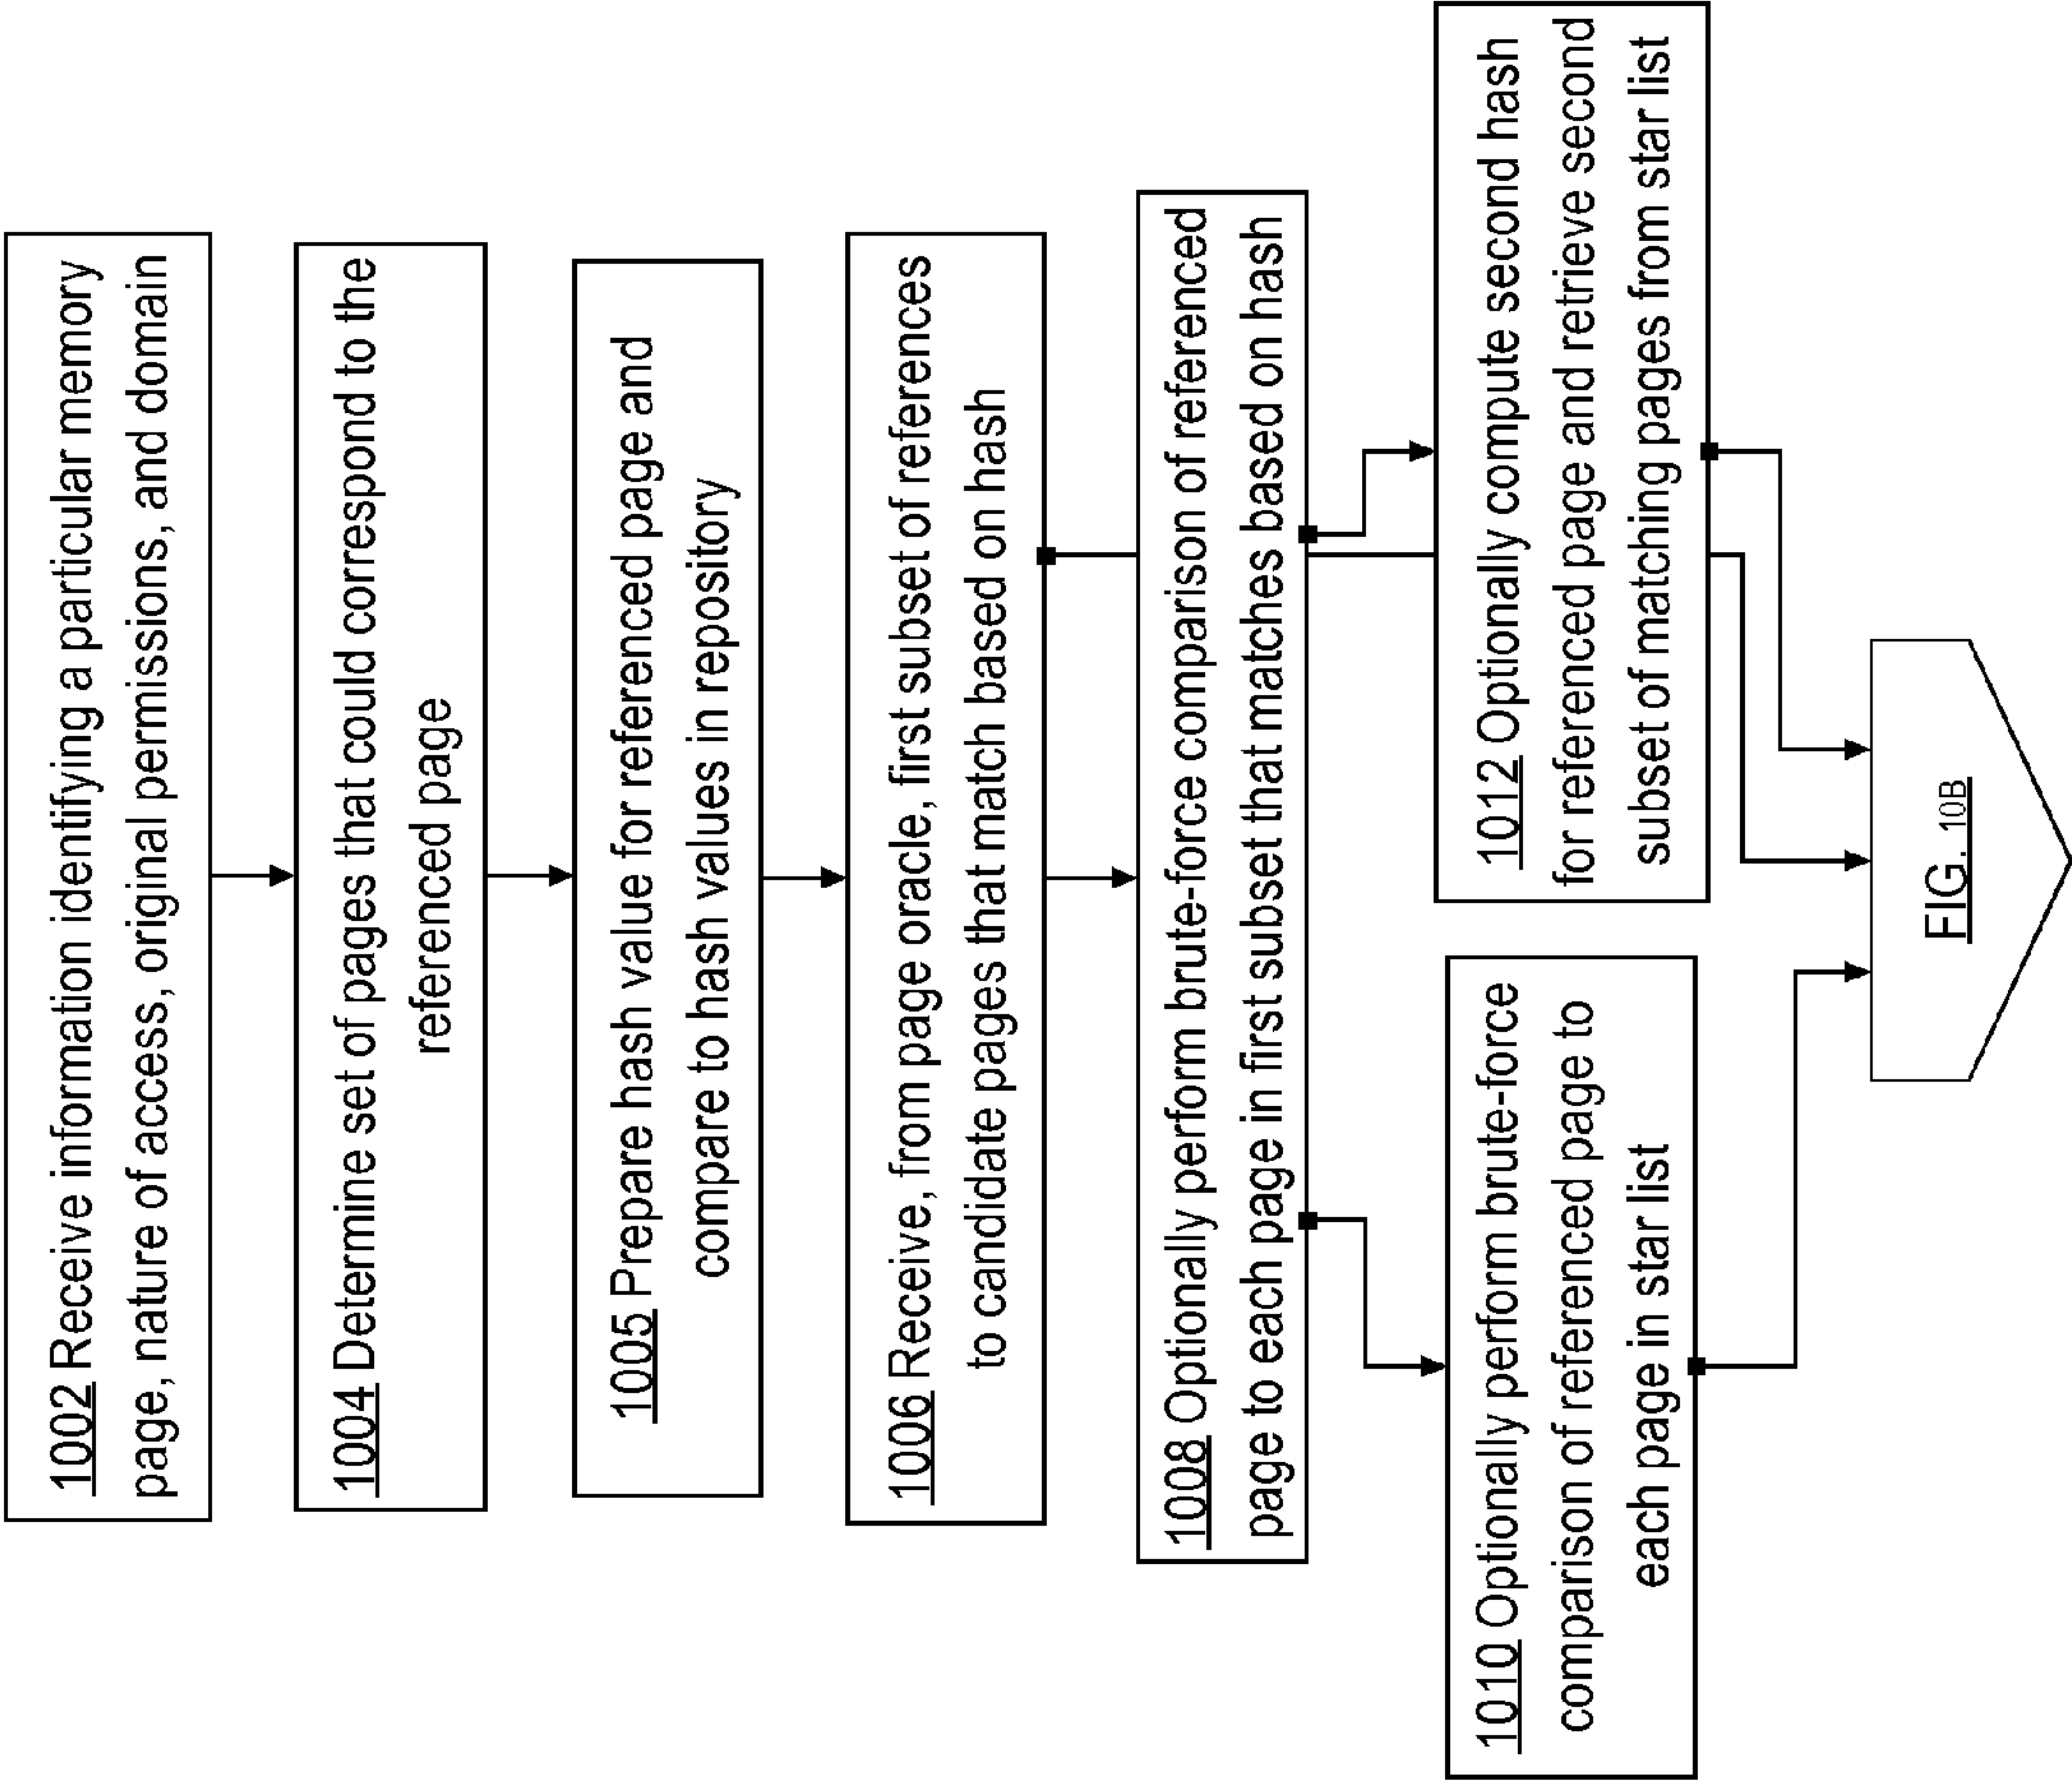 1002 Receive information identifying a particular memory
page, nature of access, original permissions, and domain
1004 Determine set of pages that could correspond to the
referenced page
1005 Prepare hash value for referenced page and
compare to hash values in repository
1006 Receive, from page oracle, first subset of references
to candidate pages that match based on hash
1008 Optionally perform brute-force comparison of referenced
page to each page in first subset that matches based on hash
1010 Optionally perform brute-force
comparison of referenced page to
each page in star list
1012 Optionally compute second hash
for referenced page and retrieve second
subset of matching pages from star list
FIG. 10B